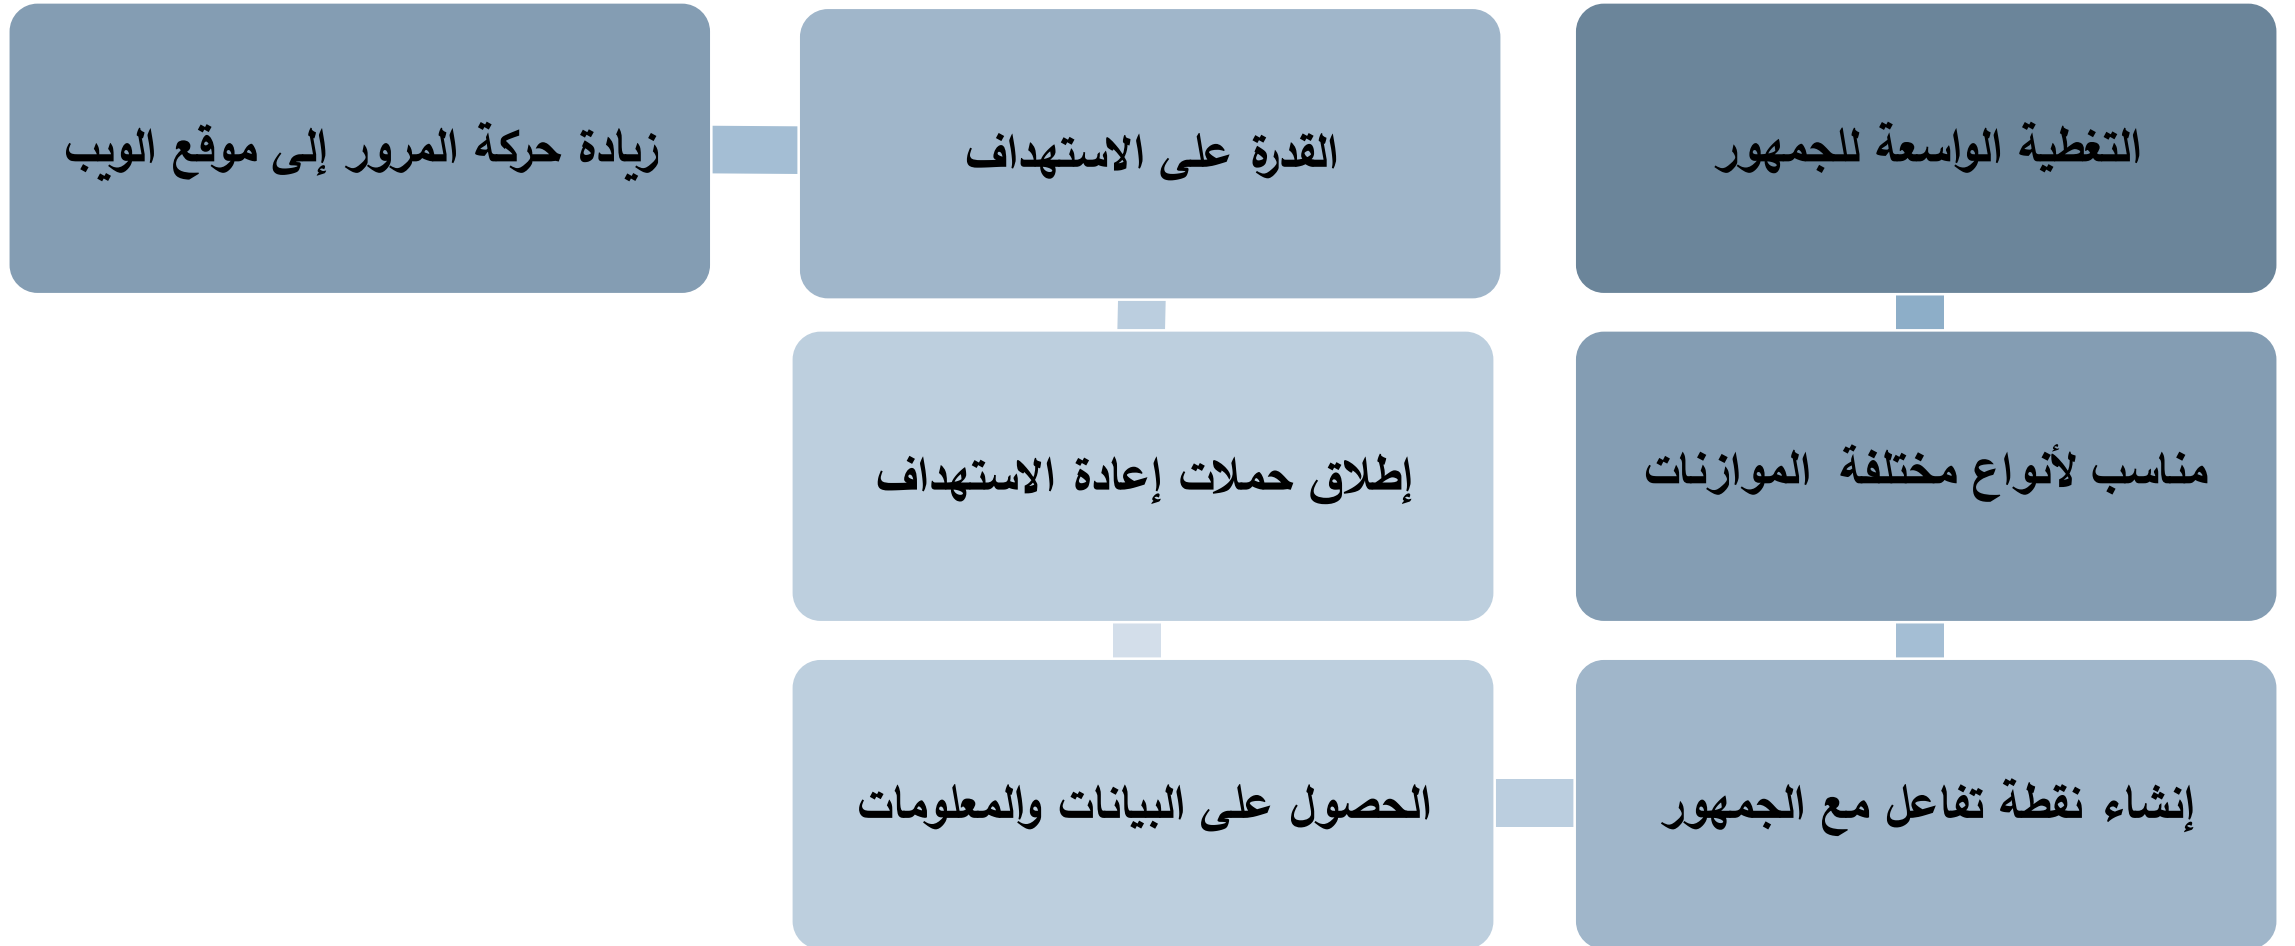 التغطية الواسعة للجمهور
مناسب لأنواع مختلفة  الموازنات
إنشاء نقطة تفاعل مع الجمهور
الحصول على البيانات والمعلومات
إطلاق حملات إعادة الاستهداف
القدرة على الاستهداف
زيادة حركة المرور إلى موقع الويب